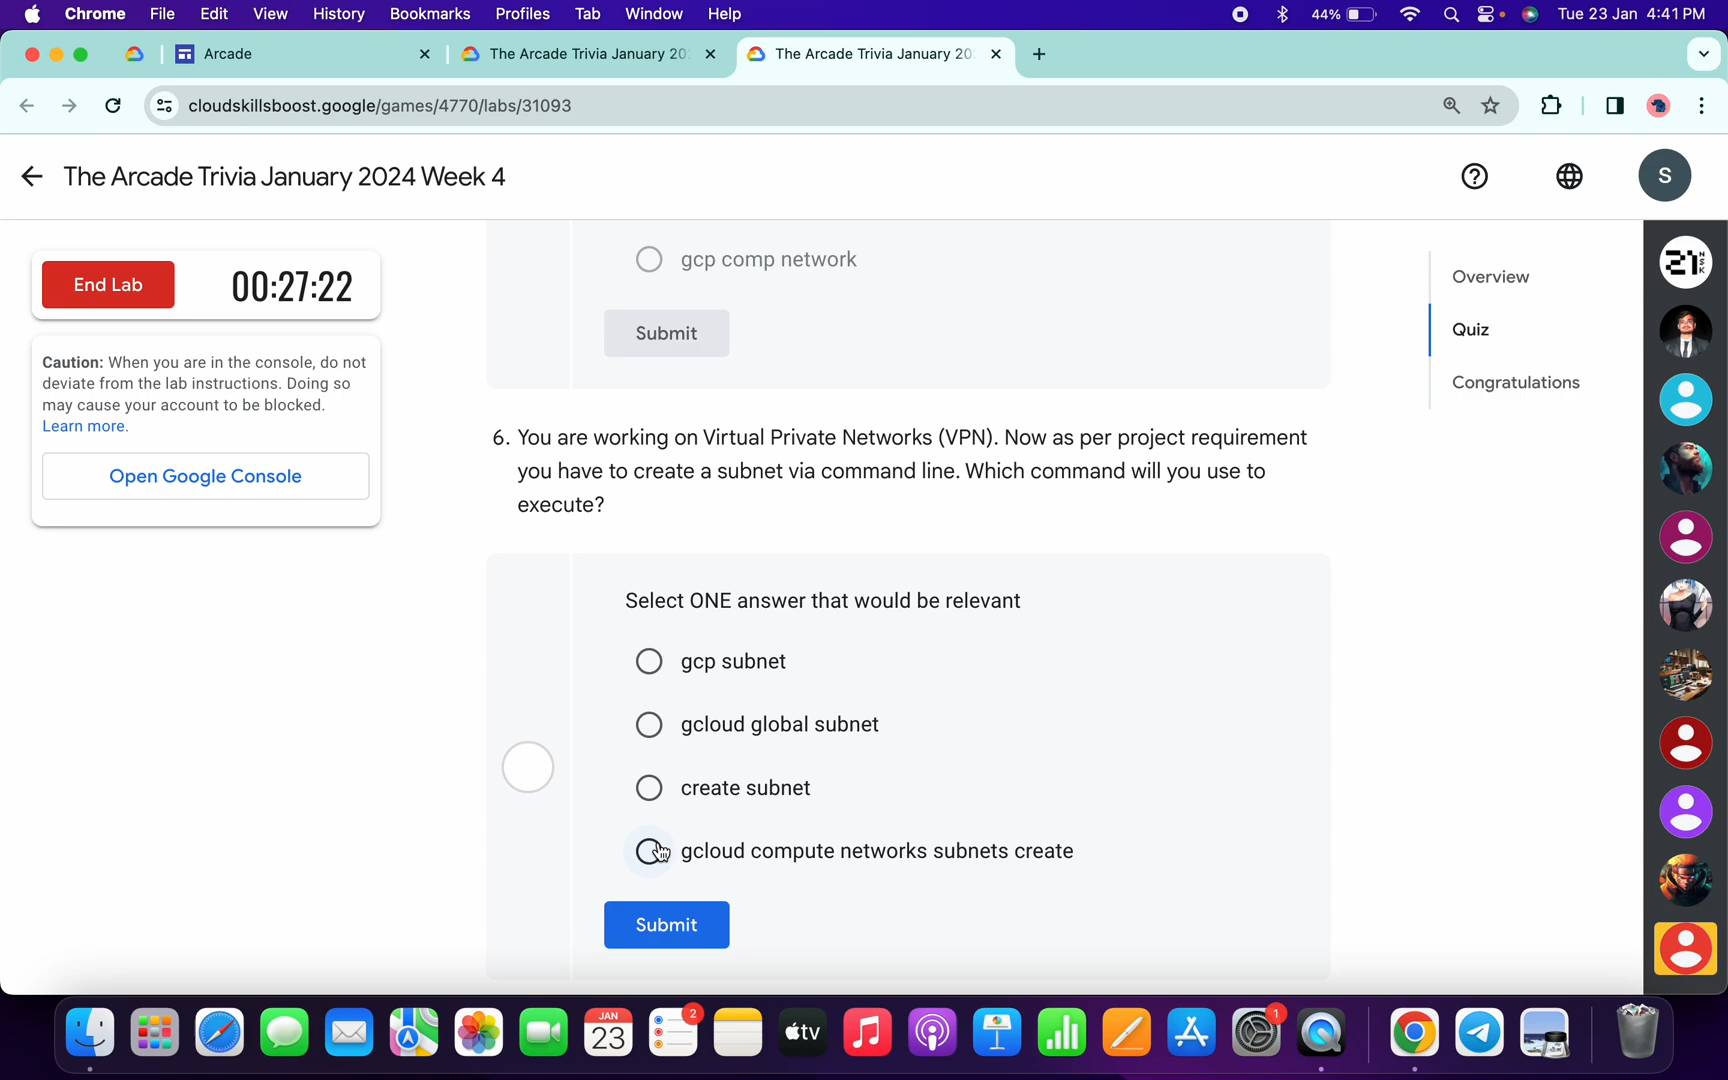 Chrome File Edit View History Bookmarks Profiles Tab Window Help 44% Tue 23 Jan 4:41 PM
Arcade The Arcade Trivia January 20 The Arcade Trivia January 20
cloudskillsboost.google/games/4770/labs/31093
The Arcade Trivia January 2024 Week 4
S
End Lab
00:27:22
Caution: When you are in the console, do not
deviate from the lab instructions. Doing so
may cause your account to be blocked.
Learn more.
Open Google Console
gcp comp network
Submit
6. You are working on Virtual Private Networks (VPN). Now as per project requirement
you have to create a subnet via command line. Which command will you use to
execute?
Select ONE answer that would be relevant
gcp subnet
gcloud global subnet
create subnet
gcloud compute networks subnets create
Submit
Overview
Quiz
Congratulations
21
JAN
23
2
tv
1